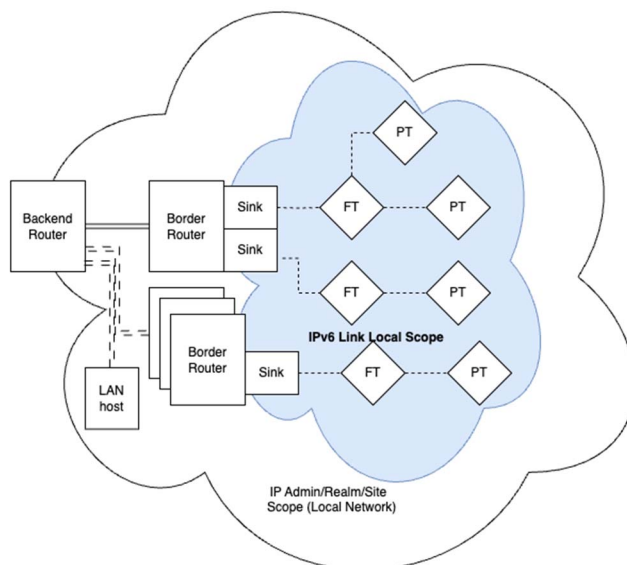 PT
Backend
Router
Border
Router
Sink
Sink
FT
PT
FT
PT
IPv6 Link Local Scope
Border
Router
Sink
FT
PT
LAN
host
IP Admin/Realm/Site
Scope (Local Network)